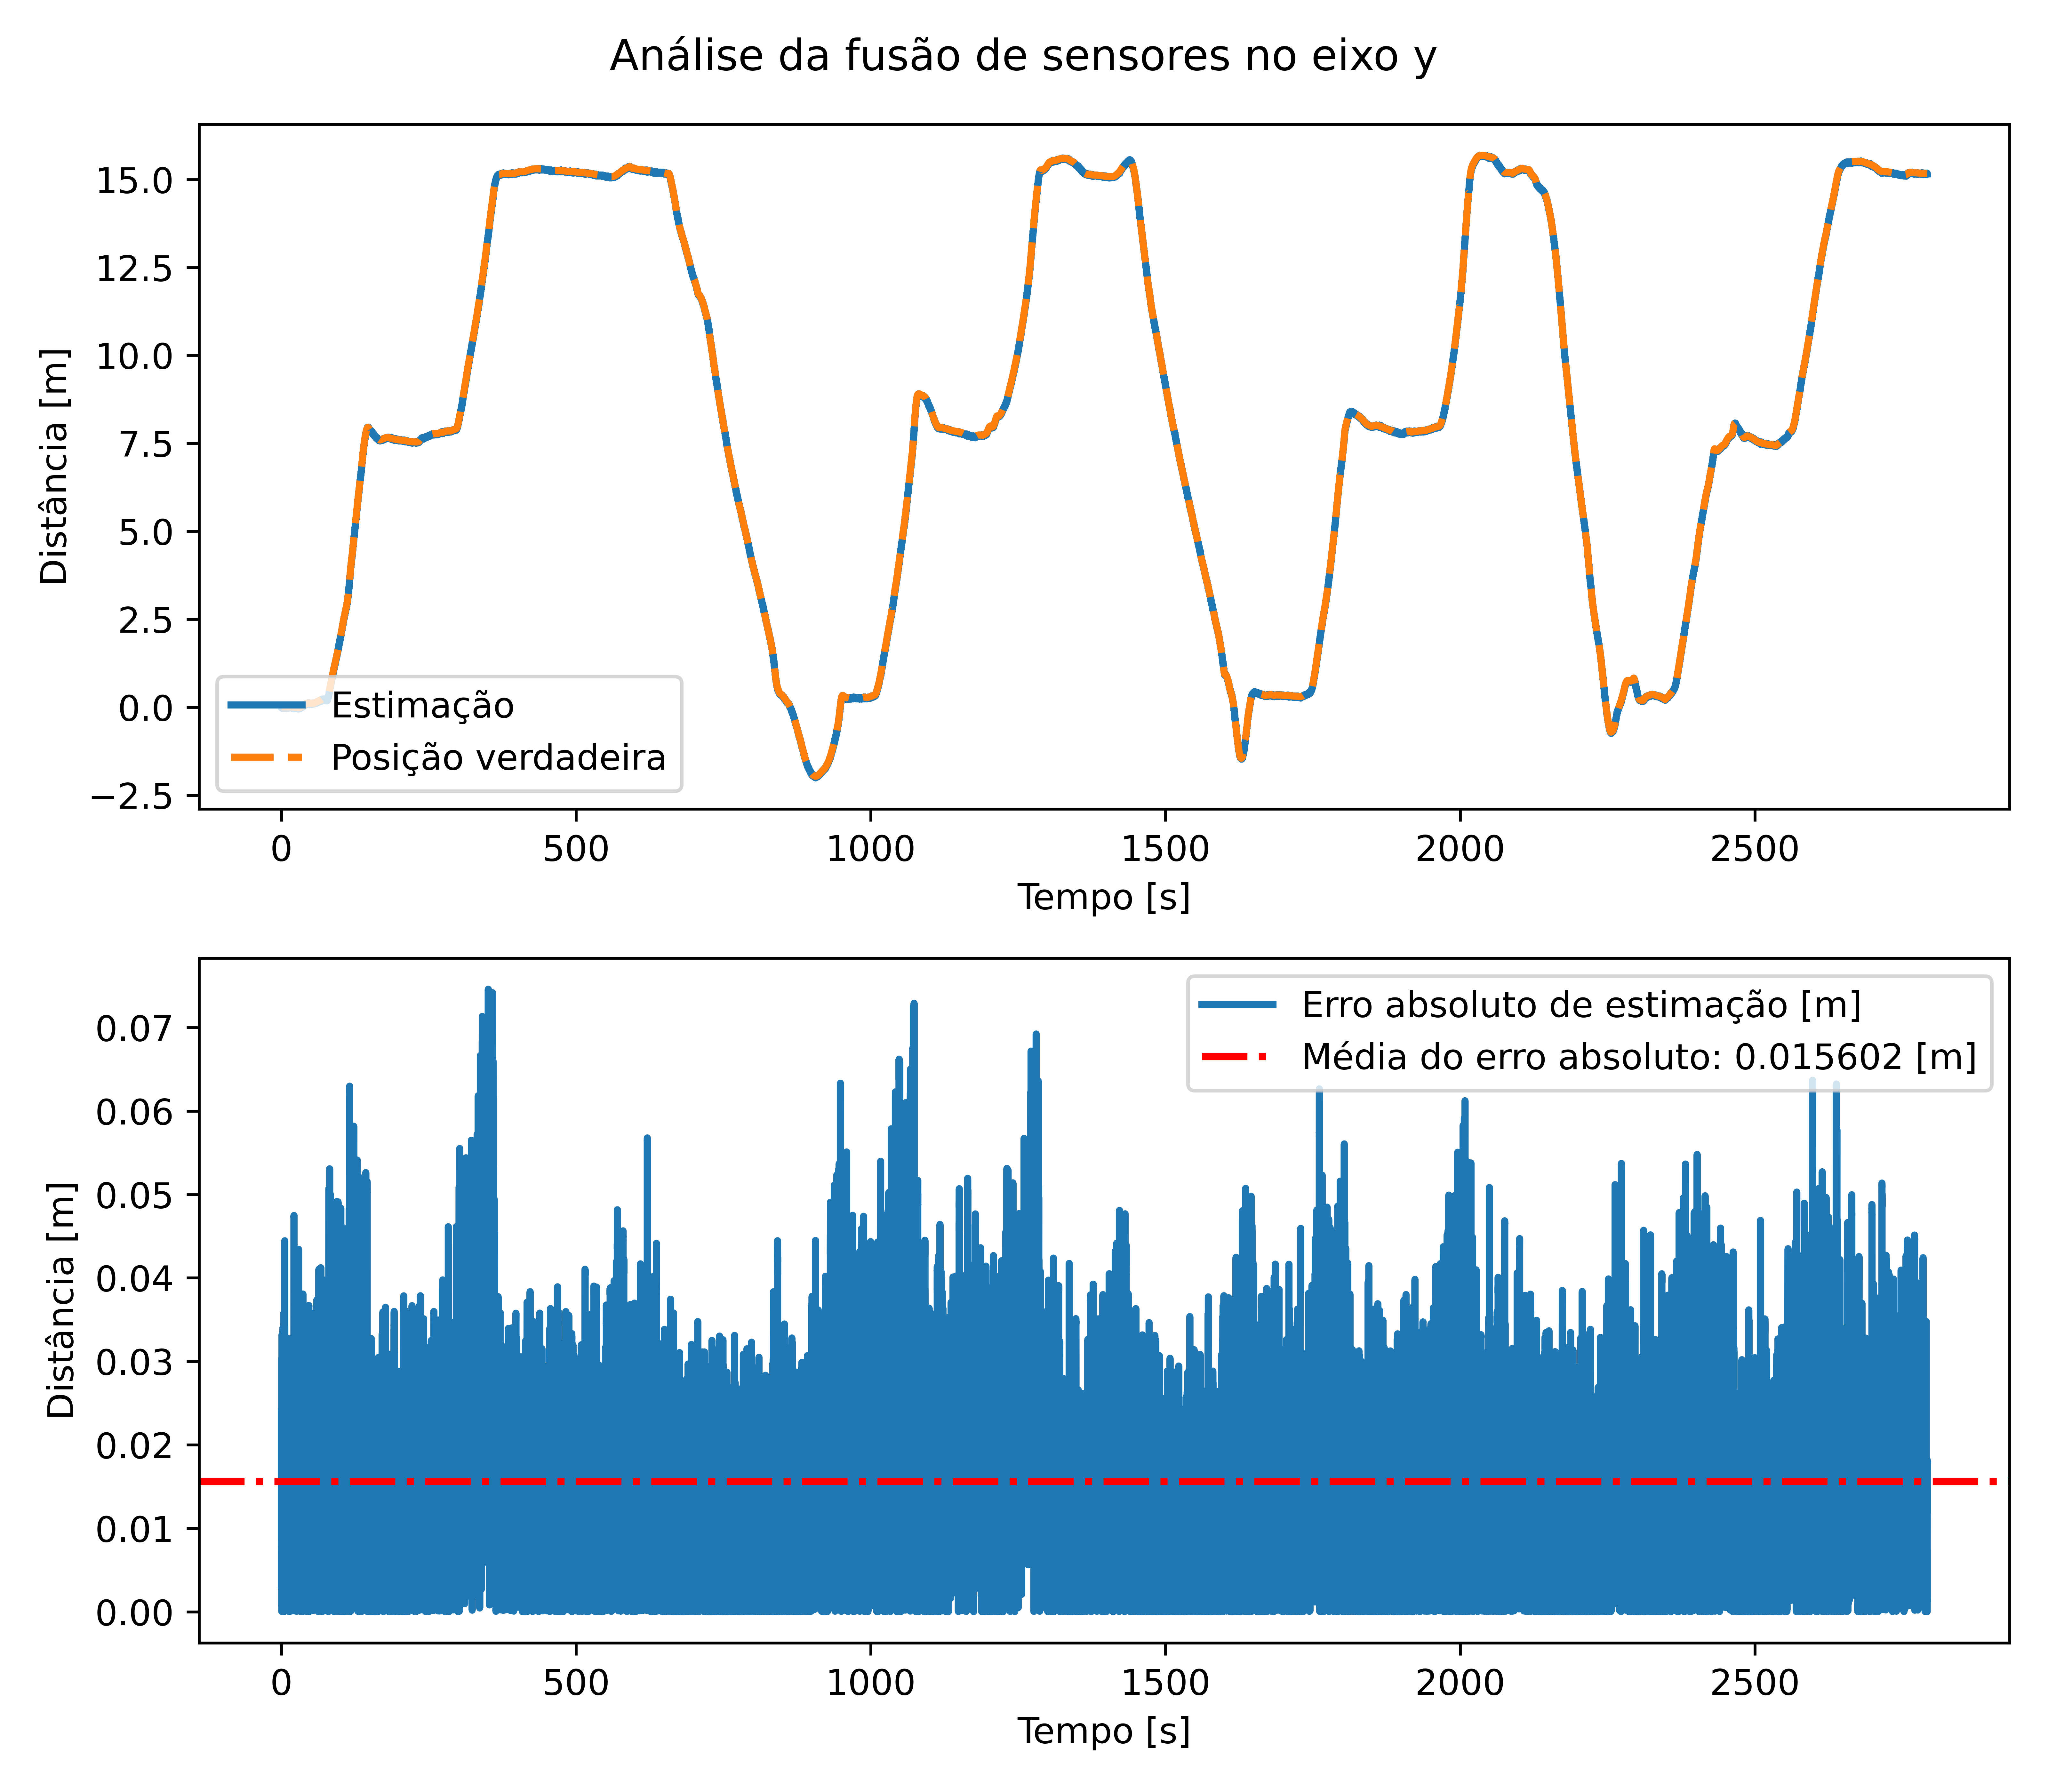 Análise da fusão de sensores no eixo y
15.0
12.5
10.0
7.5
5.0
2.5
0.0
−2.5
Distância [m]
Estimação
Posição verdadeira
0 500 1000 1500 2000 2500
Tempo [s]
0.07
0.06
0.05
0.04
0.03
0.02
0.01
0.00
Distância [m]
Erro absoluto de estimação [m]
Média do erro absoluto: 0.015602 [m]
0 500 1000 1500 2000 2500
Tempo [s]